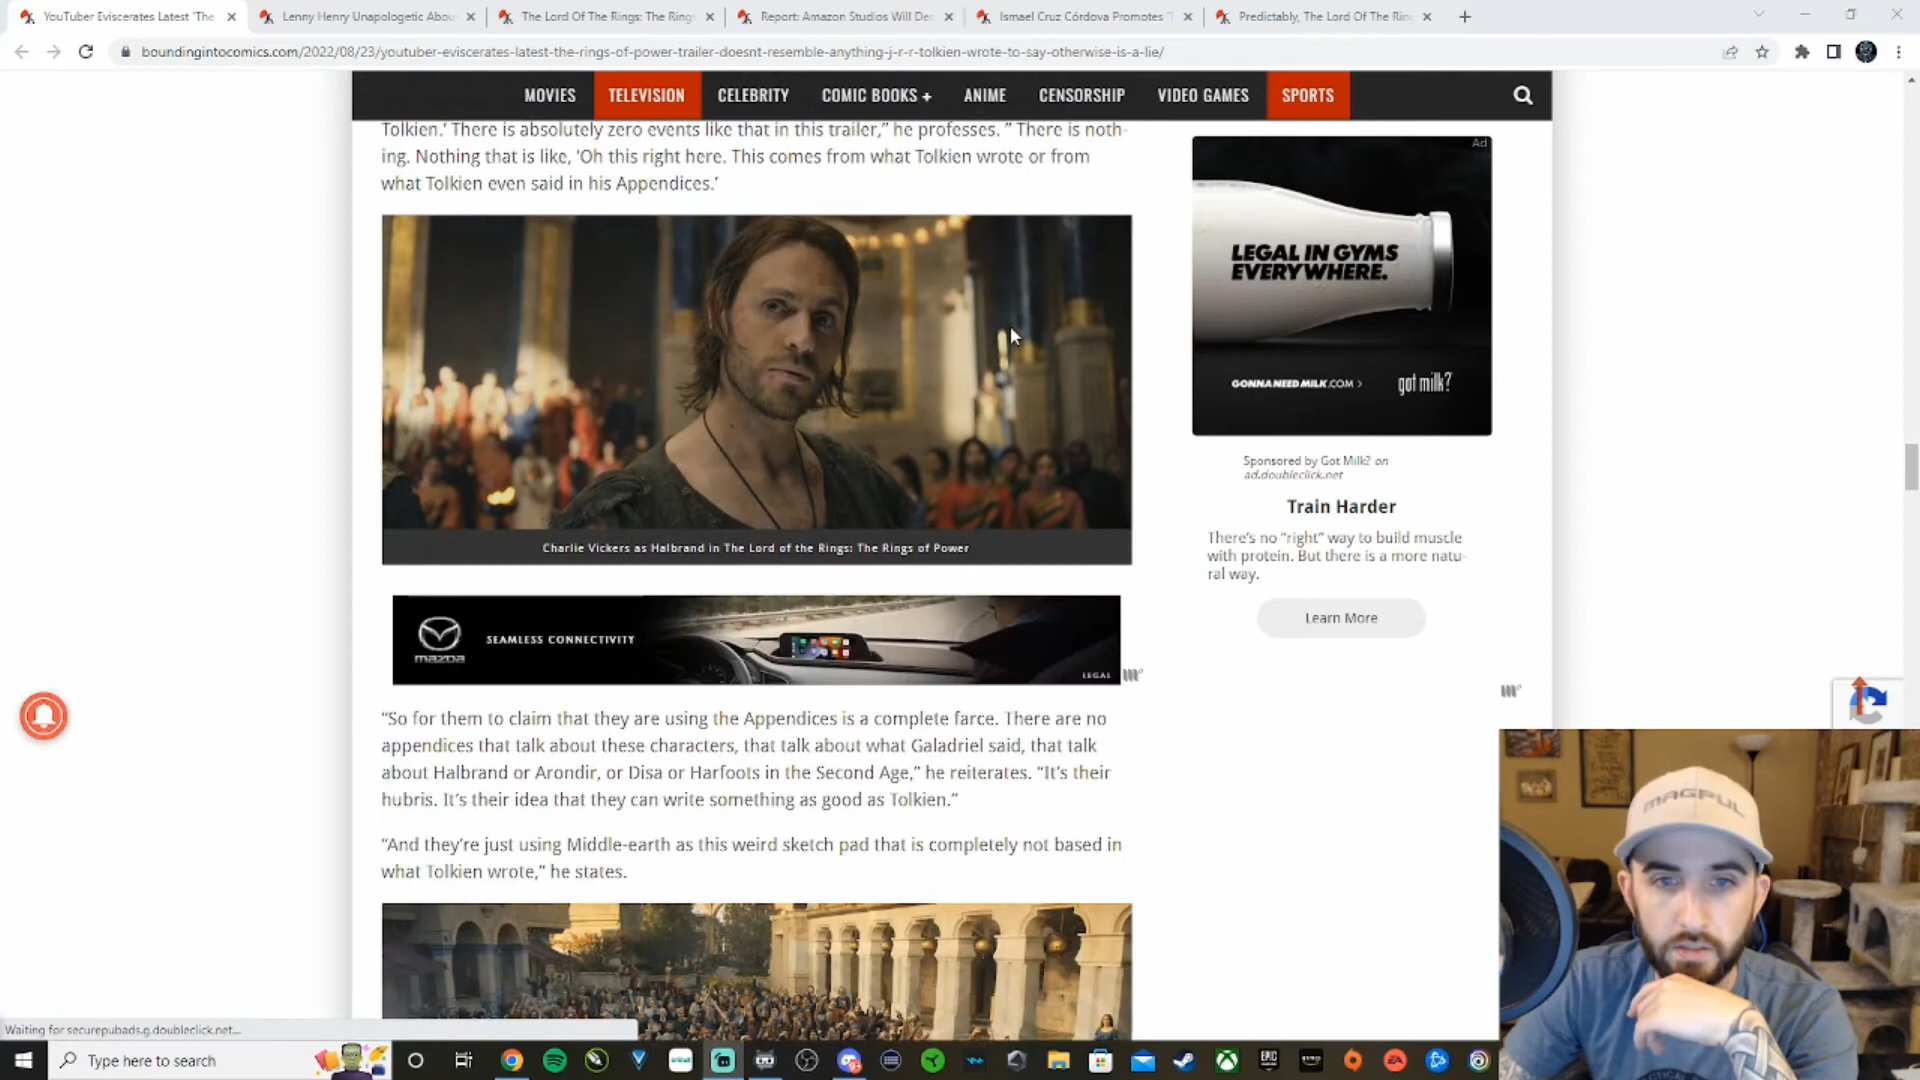 YouTuber Eviscerates Latest 'The
Lenny Henry Unapologetic Abou
The Lord Of The Rings: The Ring
Report: Amazon Studios Will Dec
Ismael Cruz Córdova Promotes 'T
Predictably, The Lord Of The Rin
boundingintocomics.com/2022/08/23/youtuber-eviscerates-latest-the-rings-of-power-trailer-doesnt-resemble-anything-j-r-r-tolkien-wrote-to-say-otherwise-is-a-lie/
MOVIES TELEVISION CELEBRITY COMIC BOOKS + ANIME CENSORSHIP VIDEO GAMES SPORTS
Tolkien.' There is absolutely zero events like that in this trailer,” he professes. ” There is noth-
ing. Nothing that is like, 'Oh this right here. This comes from what Tolkien wrote or from
what Tolkien even said in his Appendices.'
Charlie Vickers as Halbrand in The Lord of the Rings: The Rings of Power
Ad
LEGAL IN GYMS
EVERYWHERE.
GONNANEEDMILK.COM >
got milk?
Sponsored by Got Milk? on
ad.doubleclick.net
Train Harder
There's no “right” way to build muscle
with protein. But there is a more natu-
ral way.
Learn More
mazda
SEAMLESS CONNECTIVITY
LEGAL
“So for them to claim that they are using the Appendices is a complete farce. There are no
appendices that talk about these characters, that talk about what Galadriel said, that talk
about Halbrand or Arondir, or Disa or Harfoots in the Second Age,” he reiterates. “It's their
hubris. It's their idea that they can write something as good as Tolkien.”
“And they're just using Middle-earth as this weird sketch pad that is completely not based in
what Tolkien wrote,” he states.
MAGPUL
Waiting for securepubads.g.doubleclick.net...
Type here to search